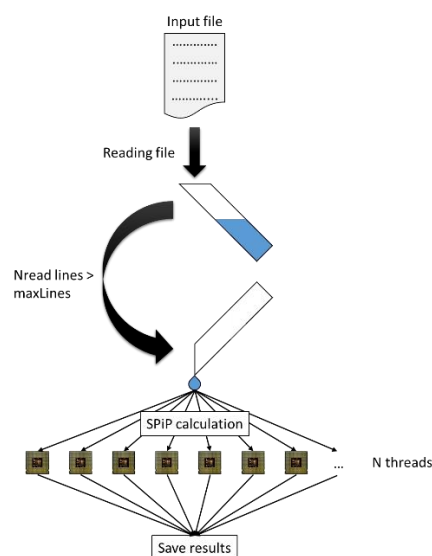 Input file
Reading file
Nread lines >
maxLines
SPiP calculation
... N threads
Save results